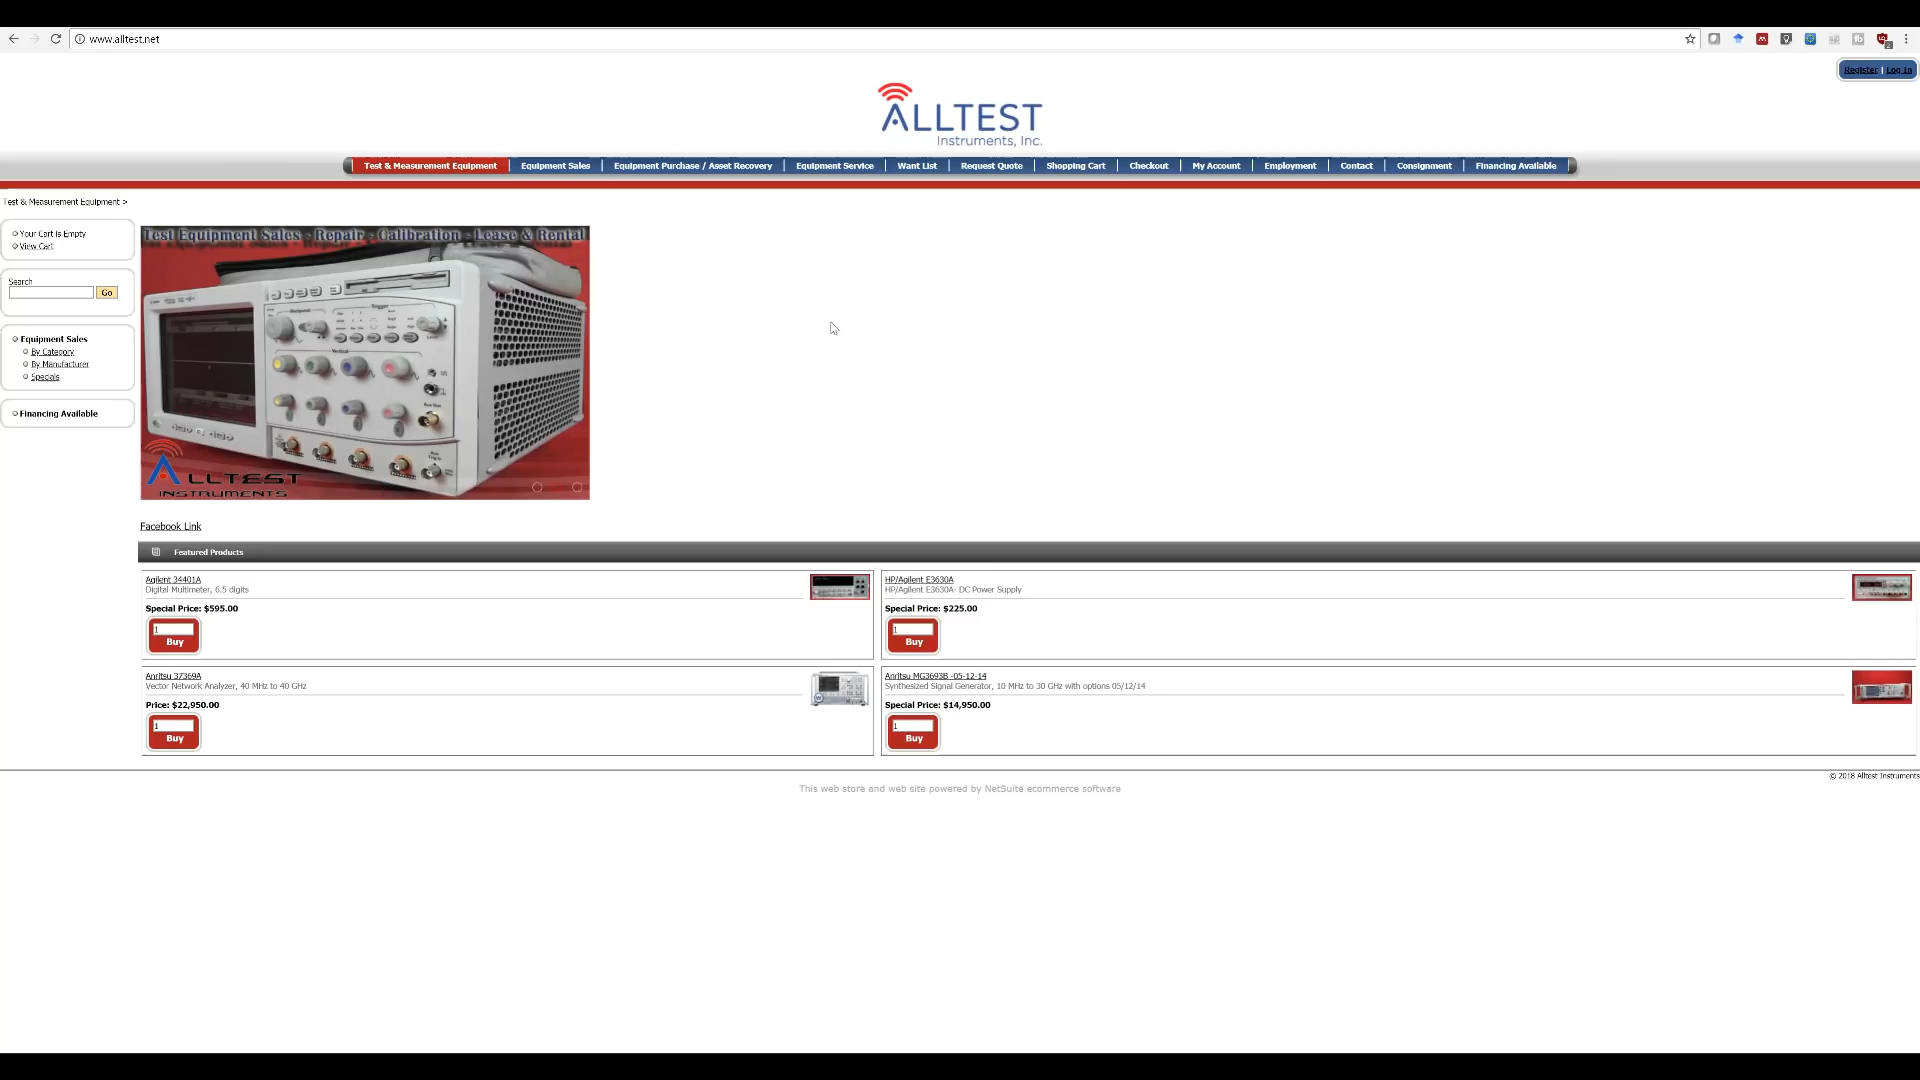 www.alltest.net
Register | Log In
ALLTEST
Instruments, Inc.
Test & Measurement Equipment | Equipment Sales | Equipment Purchase / Asset Recovery | Equipment Service | Want List | Request Quote | Shopping Cart | Checkout | My Account | Employment | Contact | Consignment | Financing Available
Test & Measurement Equipment >
Your Cart is Empty
View Cart
Search
Go
Equipment Sales
By Category
By Manufacturer
Specials
Financing Available
Test Equipment Sales - Repair - Calibration - Lease & Rental
Horizontal
Trigger
Vertical
ALLTEST
INSTRUMENTS
Facebook Link
Featured Products
Agilent 34401A
Digital Multimeter, 6.5 digits
Special Price: $595.00
1
Buy
HP/Agilent E3630A
HP/Agilent E3630A- DC Power Supply
Special Price: $225.00
1
Buy
Anritsu 37369A
Vector Network Analyzer, 40 MHz to 40 GHz
Price: $22,950.00
1
Buy
Anritsu MG3693B -05-12-14
Synthesized Signal Generator, 10 MHz to 30 GHz with options 05/12/14
Special Price: $14,950.00
1
Buy
© 2018 Alltest Instruments
This web store and web site powered by NetSuite ecommerce software